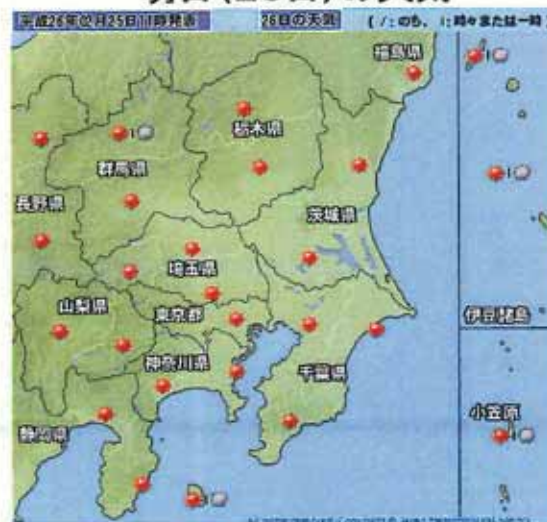 平成26年02月25日11時発表 26日の天気 ( /：のち、 |：時々または一時
福島県
栃木県
群馬県
長野県
茨城県
埼玉県
山梨県
東京都
伊豆諸島
神奈川県
千葉県
小笠原
静岡県